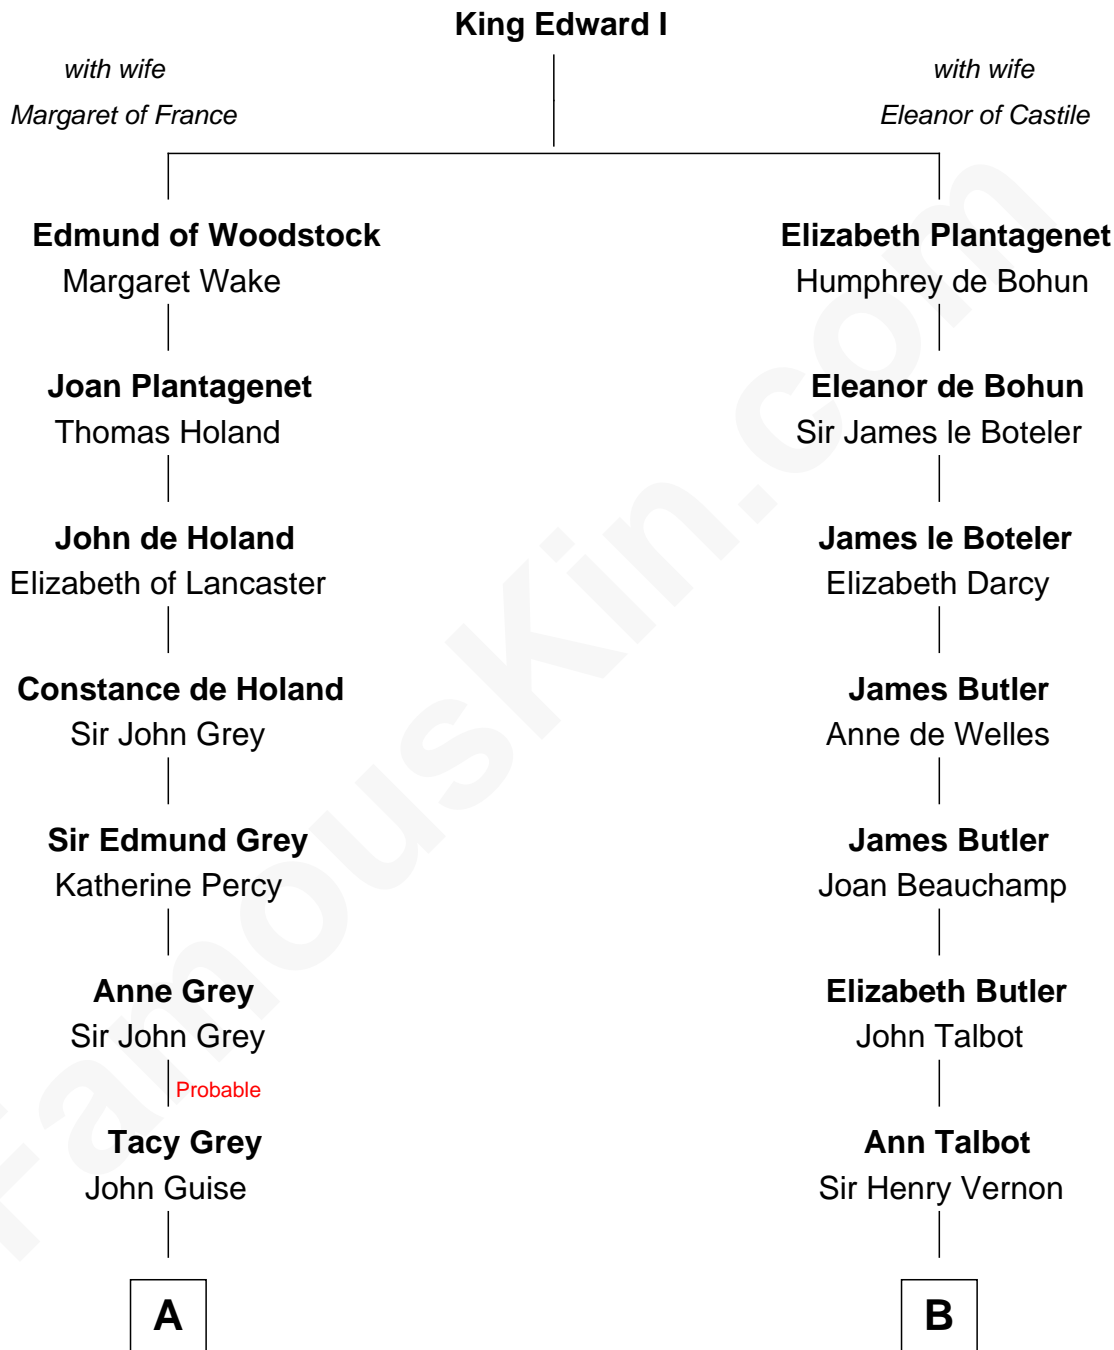 King Edward I
with wife
Margaret of France
with wife
Eleanor of Castile
Edmund of Woodstock
Margaret Wake
Elizabeth Plantagenet
Humphrey de Bohun
Joan Plantagenet
Thomas Holand
Eleanor de Bohun
Sir James le Boteler
John de Holand
Elizabeth of Lancaster
James le Boteler
Elizabeth Darcy
Constance de Holand
Sir John Grey
James Butler
Anne de Welles
Sir Edmund Grey
Katherine Percy
James Butler
Joan Beauchamp
Anne Grey
Sir John Grey
Elizabeth Butler
John Talbot
Probable
Tacy Grey
John Guise
Ann Talbot
Sir Henry Vernon
A
B
FamousKin.com